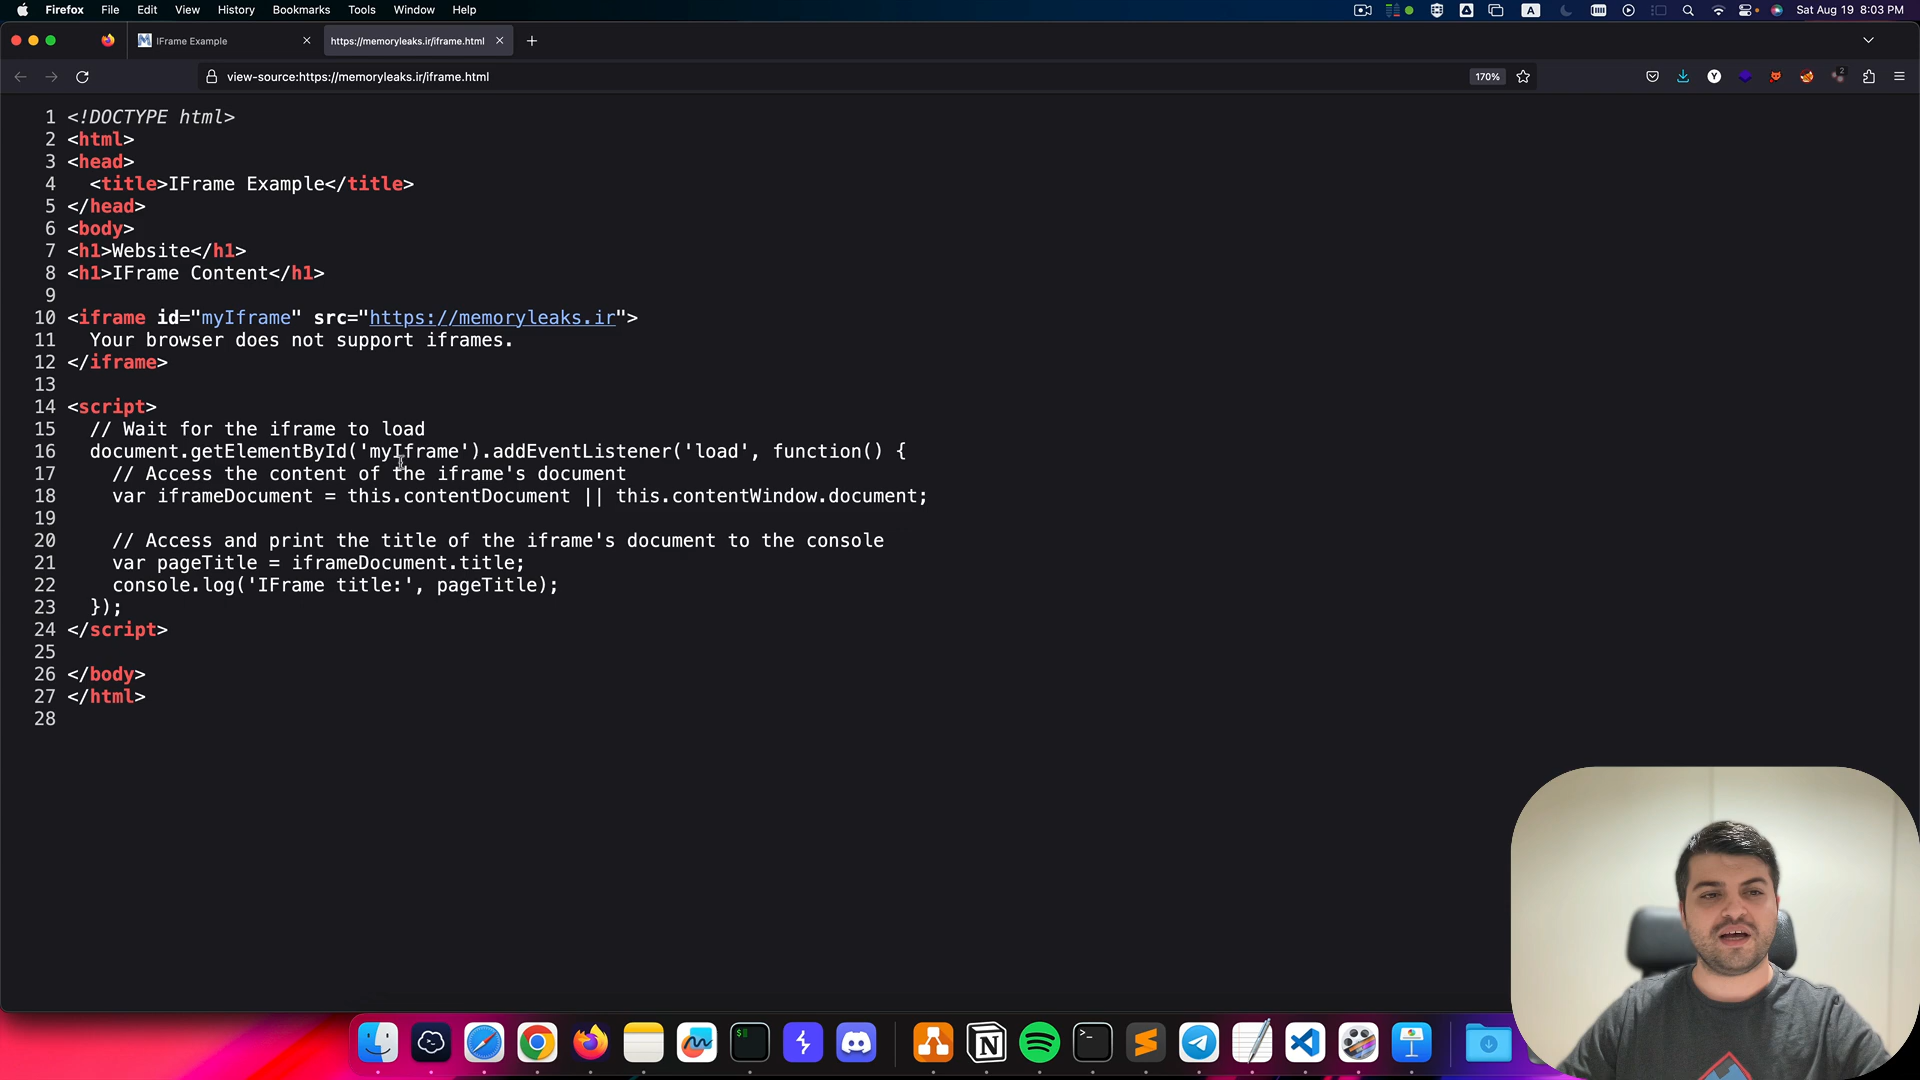 Firefox File Edit View History Bookmarks Tools Window Help
A
Sat Aug 19 8:03 PM
IFrame Example
https://memoryleaks.ir/iframe.html
view-source:https://memoryleaks.ir/iframe.html
170%
Y
2
1 <!DOCTYPE html>
2 <html>
3 <head>
4 <title>IFrame Example</title>
5 </head>
6 <body>
7 <h1>Website</h1>
8 <h1>IFrame Content</h1>
9
10 <iframe id="myIframe" src="https://memoryleaks.ir">
11 Your browser does not support iframes.
12 </iframe>
13
14 <script>
15 // Wait for the iframe to load
16 document.getElementById('myIframe').addEventListener('load', function() {
17 // Access the content of the iframe's document
18 var iframeDocument = this.contentDocument || this.contentWindow.document;
19
20 // Access and print the title of the iframe's document to the console
21 var pageTitle = iframeDocument.title;
22 console.log('IFrame title:', pageTitle);
23 });
24 </script>
25
26 </body>
27 </html>
28